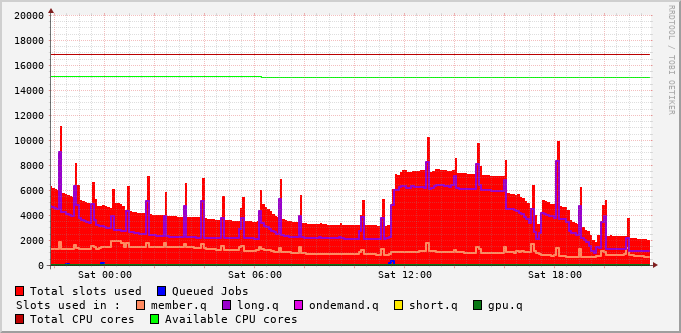 20000
18000
16000
14000
12000
10000
8000
6000
4000
2000
0
Sat 00:00 Sat 06:00 Sat 12:00 Sat 18:00
RRDTOOL / TOBI OETIKER
Total slots used Queued Jobs
Slots used in : member.q long.q ondemand.q short.q gpu.q
Total CPU cores Available CPU cores